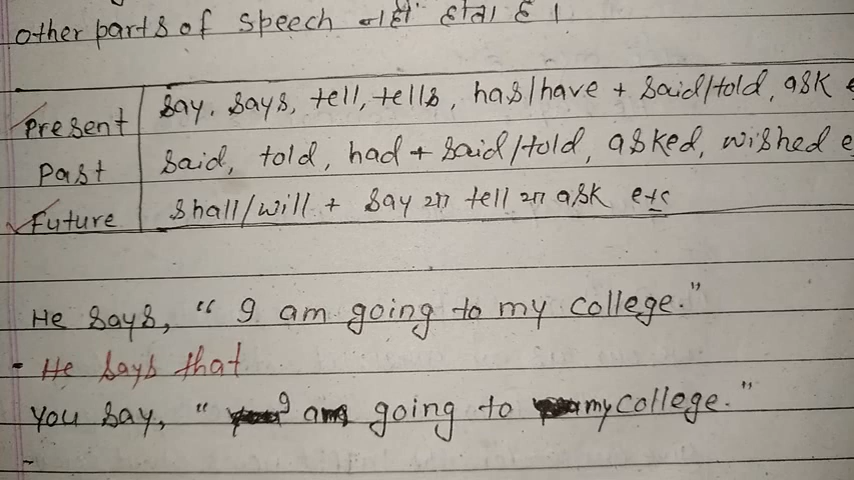 other parts of speech नहीं होता है ।
Present say, says, tell, tells, has/have + said/told, ask
Past said, told, had + said/told, asked, wished
Future shall/will + say या tell या ask etc
He says, “ I am going to my college.”
- He says that
You say, “ I am going to my college.”
-